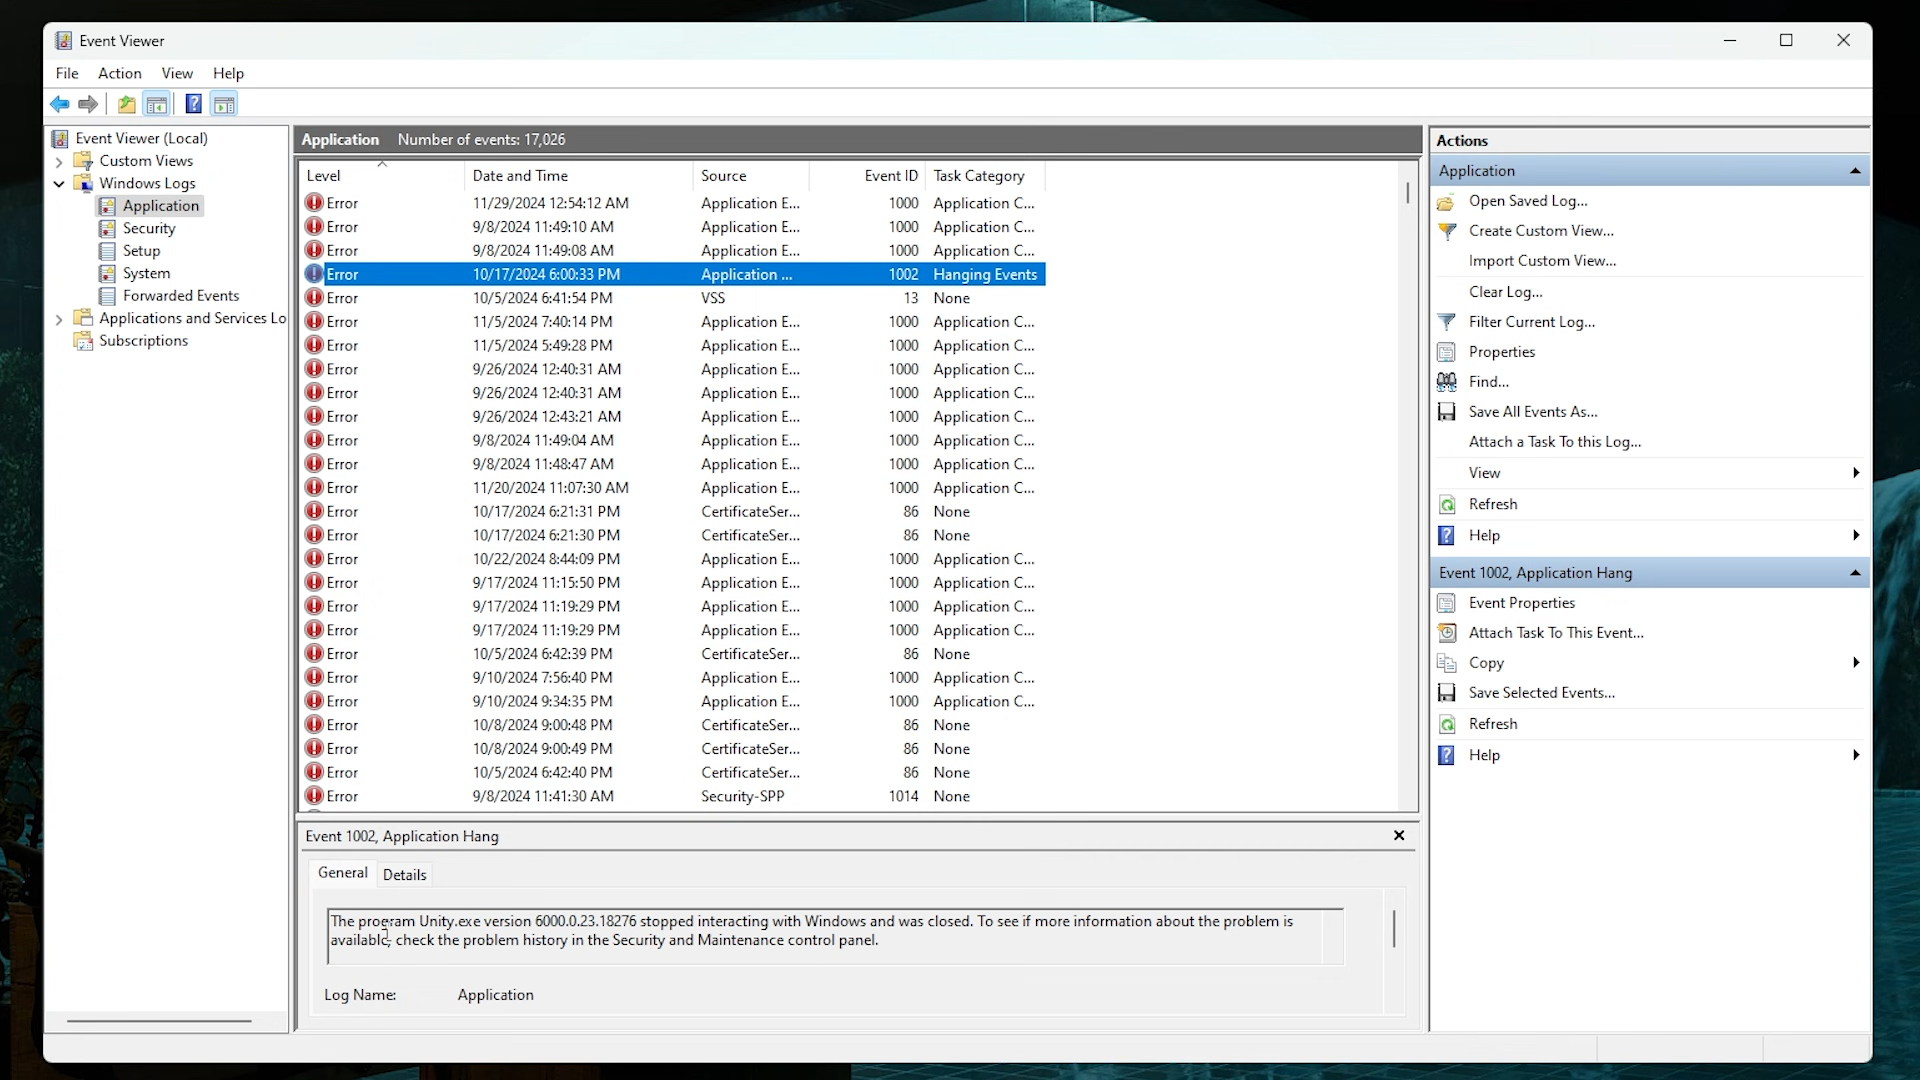 Event Viewer
File Action View Help
Event Viewer (Local)
Custom Views
Windows Logs
Application
Security
Setup
System
Forwarded Events
Applications and Services Lo
Subscriptions
Application Number of events: 17,026
Level Date and Time Source Event ID Task Category
Error 11/29/2024 12:54:12 AM Application E... 1000 Application C...
Error 9/8/2024 11:49:10 AM Application E... 1000 Application C...
Error 9/8/2024 11:49:08 AM Application E... 1000 Application C...
Error 10/17/2024 6:00:33 PM Application ... 1002 Hanging Events
Error 10/5/2024 6:41:54 PM VSS 13 None
Error 11/5/2024 7:40:14 PM Application E... 1000 Application C...
Error 11/5/2024 5:49:28 PM Application E... 1000 Application C...
Error 9/26/2024 12:40:31 AM Application E... 1000 Application C...
Error 9/26/2024 12:40:31 AM Application E... 1000 Application C...
Error 9/26/2024 12:43:21 AM Application E... 1000 Application C...
Error 9/8/2024 11:49:04 AM Application E... 1000 Application C...
Error 9/8/2024 11:48:47 AM Application E... 1000 Application C...
Error 11/20/2024 11:07:30 AM Application E... 1000 Application C...
Error 10/17/2024 6:21:31 PM CertificateSer... 86 None
Error 10/17/2024 6:21:30 PM CertificateSer... 86 None
Error 10/22/2024 8:44:09 PM Application E... 1000 Application C...
Error 9/17/2024 11:15:50 PM Application E... 1000 Application C...
Error 9/17/2024 11:19:29 PM Application E... 1000 Application C...
Error 9/17/2024 11:19:29 PM Application E... 1000 Application C...
Error 10/5/2024 6:42:39 PM CertificateSer... 86 None
Error 9/10/2024 7:56:40 PM Application E... 1000 Application C...
Error 9/10/2024 9:34:35 PM Application E... 1000 Application C...
Error 10/8/2024 9:00:48 PM CertificateSer... 86 None
Error 10/8/2024 9:00:49 PM CertificateSer... 86 None
Error 10/5/2024 6:42:40 PM CertificateSer... 86 None
Error 9/8/2024 11:41:30 AM Security-SPP 1014 None
Event 1002, Application Hang
General Details
The program Unity.exe version 6000.0.23.18276 stopped interacting with Windows and was closed. To see if more information about the problem is
available, check the problem history in the Security and Maintenance control panel.
Log Name: Application
Actions
Application
Open Saved Log...
Create Custom View...
Import Custom View...
Clear Log...
Filter Current Log...
Properties
Find...
Save All Events As...
Attach a Task To this Log...
View
Refresh
Help
Event 1002, Application Hang
Event Properties
Attach Task To This Event...
Copy
Save Selected Events...
Refresh
Help